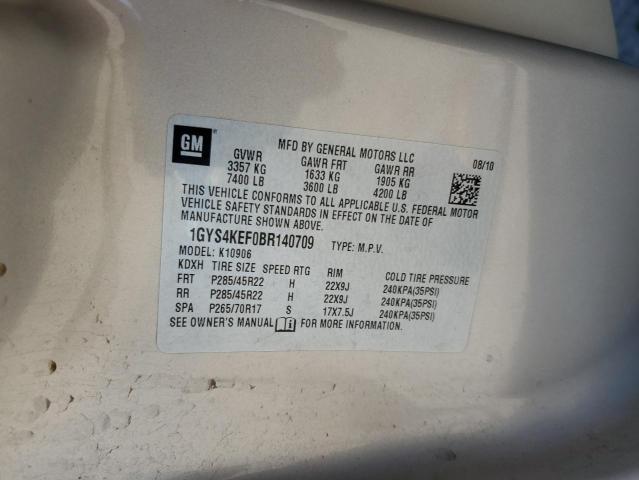 GM
MFD BY GENERAL MOTORS LLC 08/10
GVWR GAWR FRT GAWR RR
3357 KG 1633 KG 1905 KG
7400 LB 3600 LB 4200 LB
THIS VEHICLE CONFORMS TO ALL APPLICABLE U.S. FEDERAL MOTOR
VEHICLE SAFETY STANDARDS IN EFFECT ON THE DATE OF
MANUFACTURE SHOWN ABOVE.
1GYS4KEF0BR140709 TYPE: M.P.V.
MODEL: K10906
KDXH TIRE SIZE SPEED RTG RIM COLD TIRE PRESSURE
FRT P285/45R22 H 22X9J 240KPA(35PSI)
RR P285/45R22 H 22X9J 240KPA(35PSI)
SPA P265/70R17 S 17X7.5J 240KPA(35PSI)
SEE OWNER'S MANUAL FOR MORE INFORMATION.